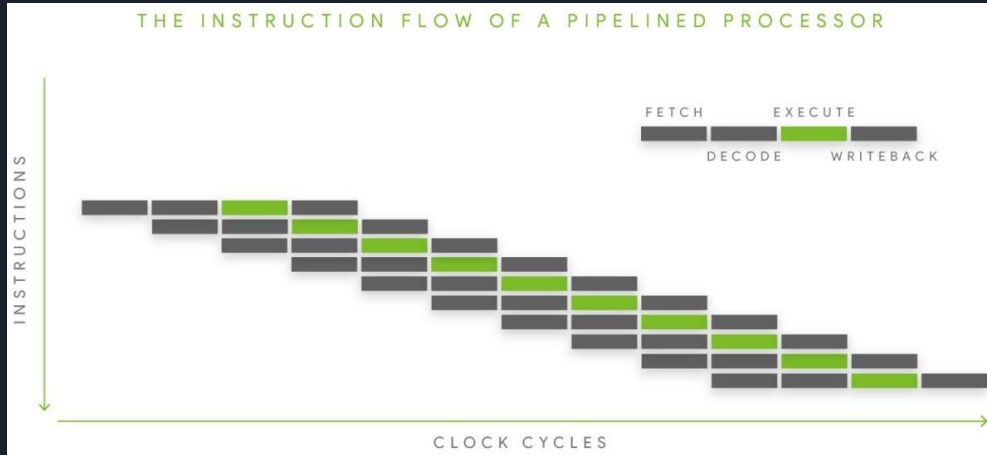 THE INSTRUCTION FLOW OF A PIPELINED PROCESSOR
FETCH EXECUTE
DECODE WRITEBACK
INSTRUCTIONS
CLOCK CYCLES